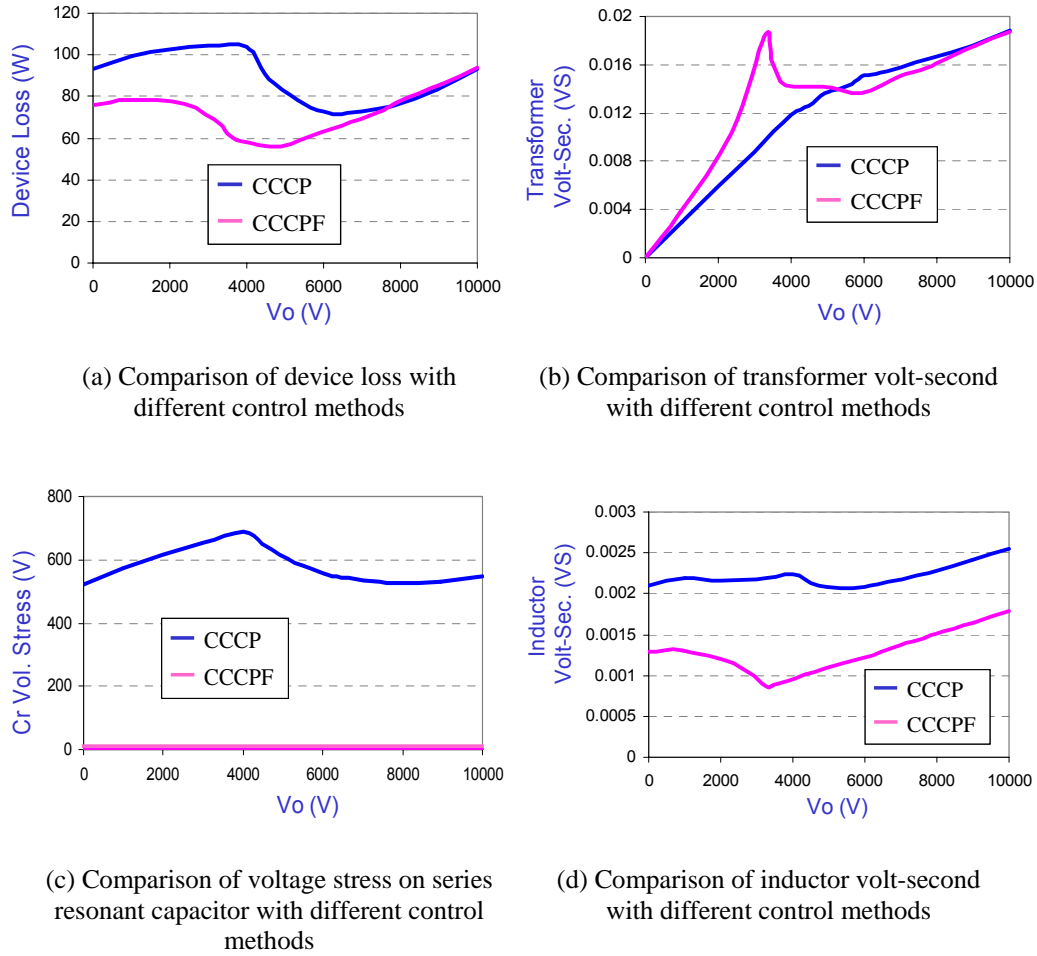 Device Loss (W)
120
100
80
60
40
20
0
CCCP
CCCPF
0 2000 4000 6000 8000 10000
Vo (V)
(a) Comparison of device loss with
different control methods
Transformer
Volt-Sec. (VS)
0.02
0.016
0.012
0.008
0.004
0
CCCP
CCCPF
0 2000 4000 6000 8000 10000
Vo (V)
(b) Comparison of transformer volt-second
with different control methods
Cr Vol. Stress (V)
800
600
400
200
0
CCCP
CCCPF
0 2000 4000 6000 8000 10000
Vo (V)
(c) Comparison of voltage stress on series
resonant capacitor with different control
methods
Inductor
Volt-Sec. (VS)
0.003
0.0025
0.002
0.0015
0.001
0.0005
0
CCCP
CCCPF
0 2000 4000 6000 8000 10000
Vo (V)
(d) Comparison of inductor volt-second
with different control methods